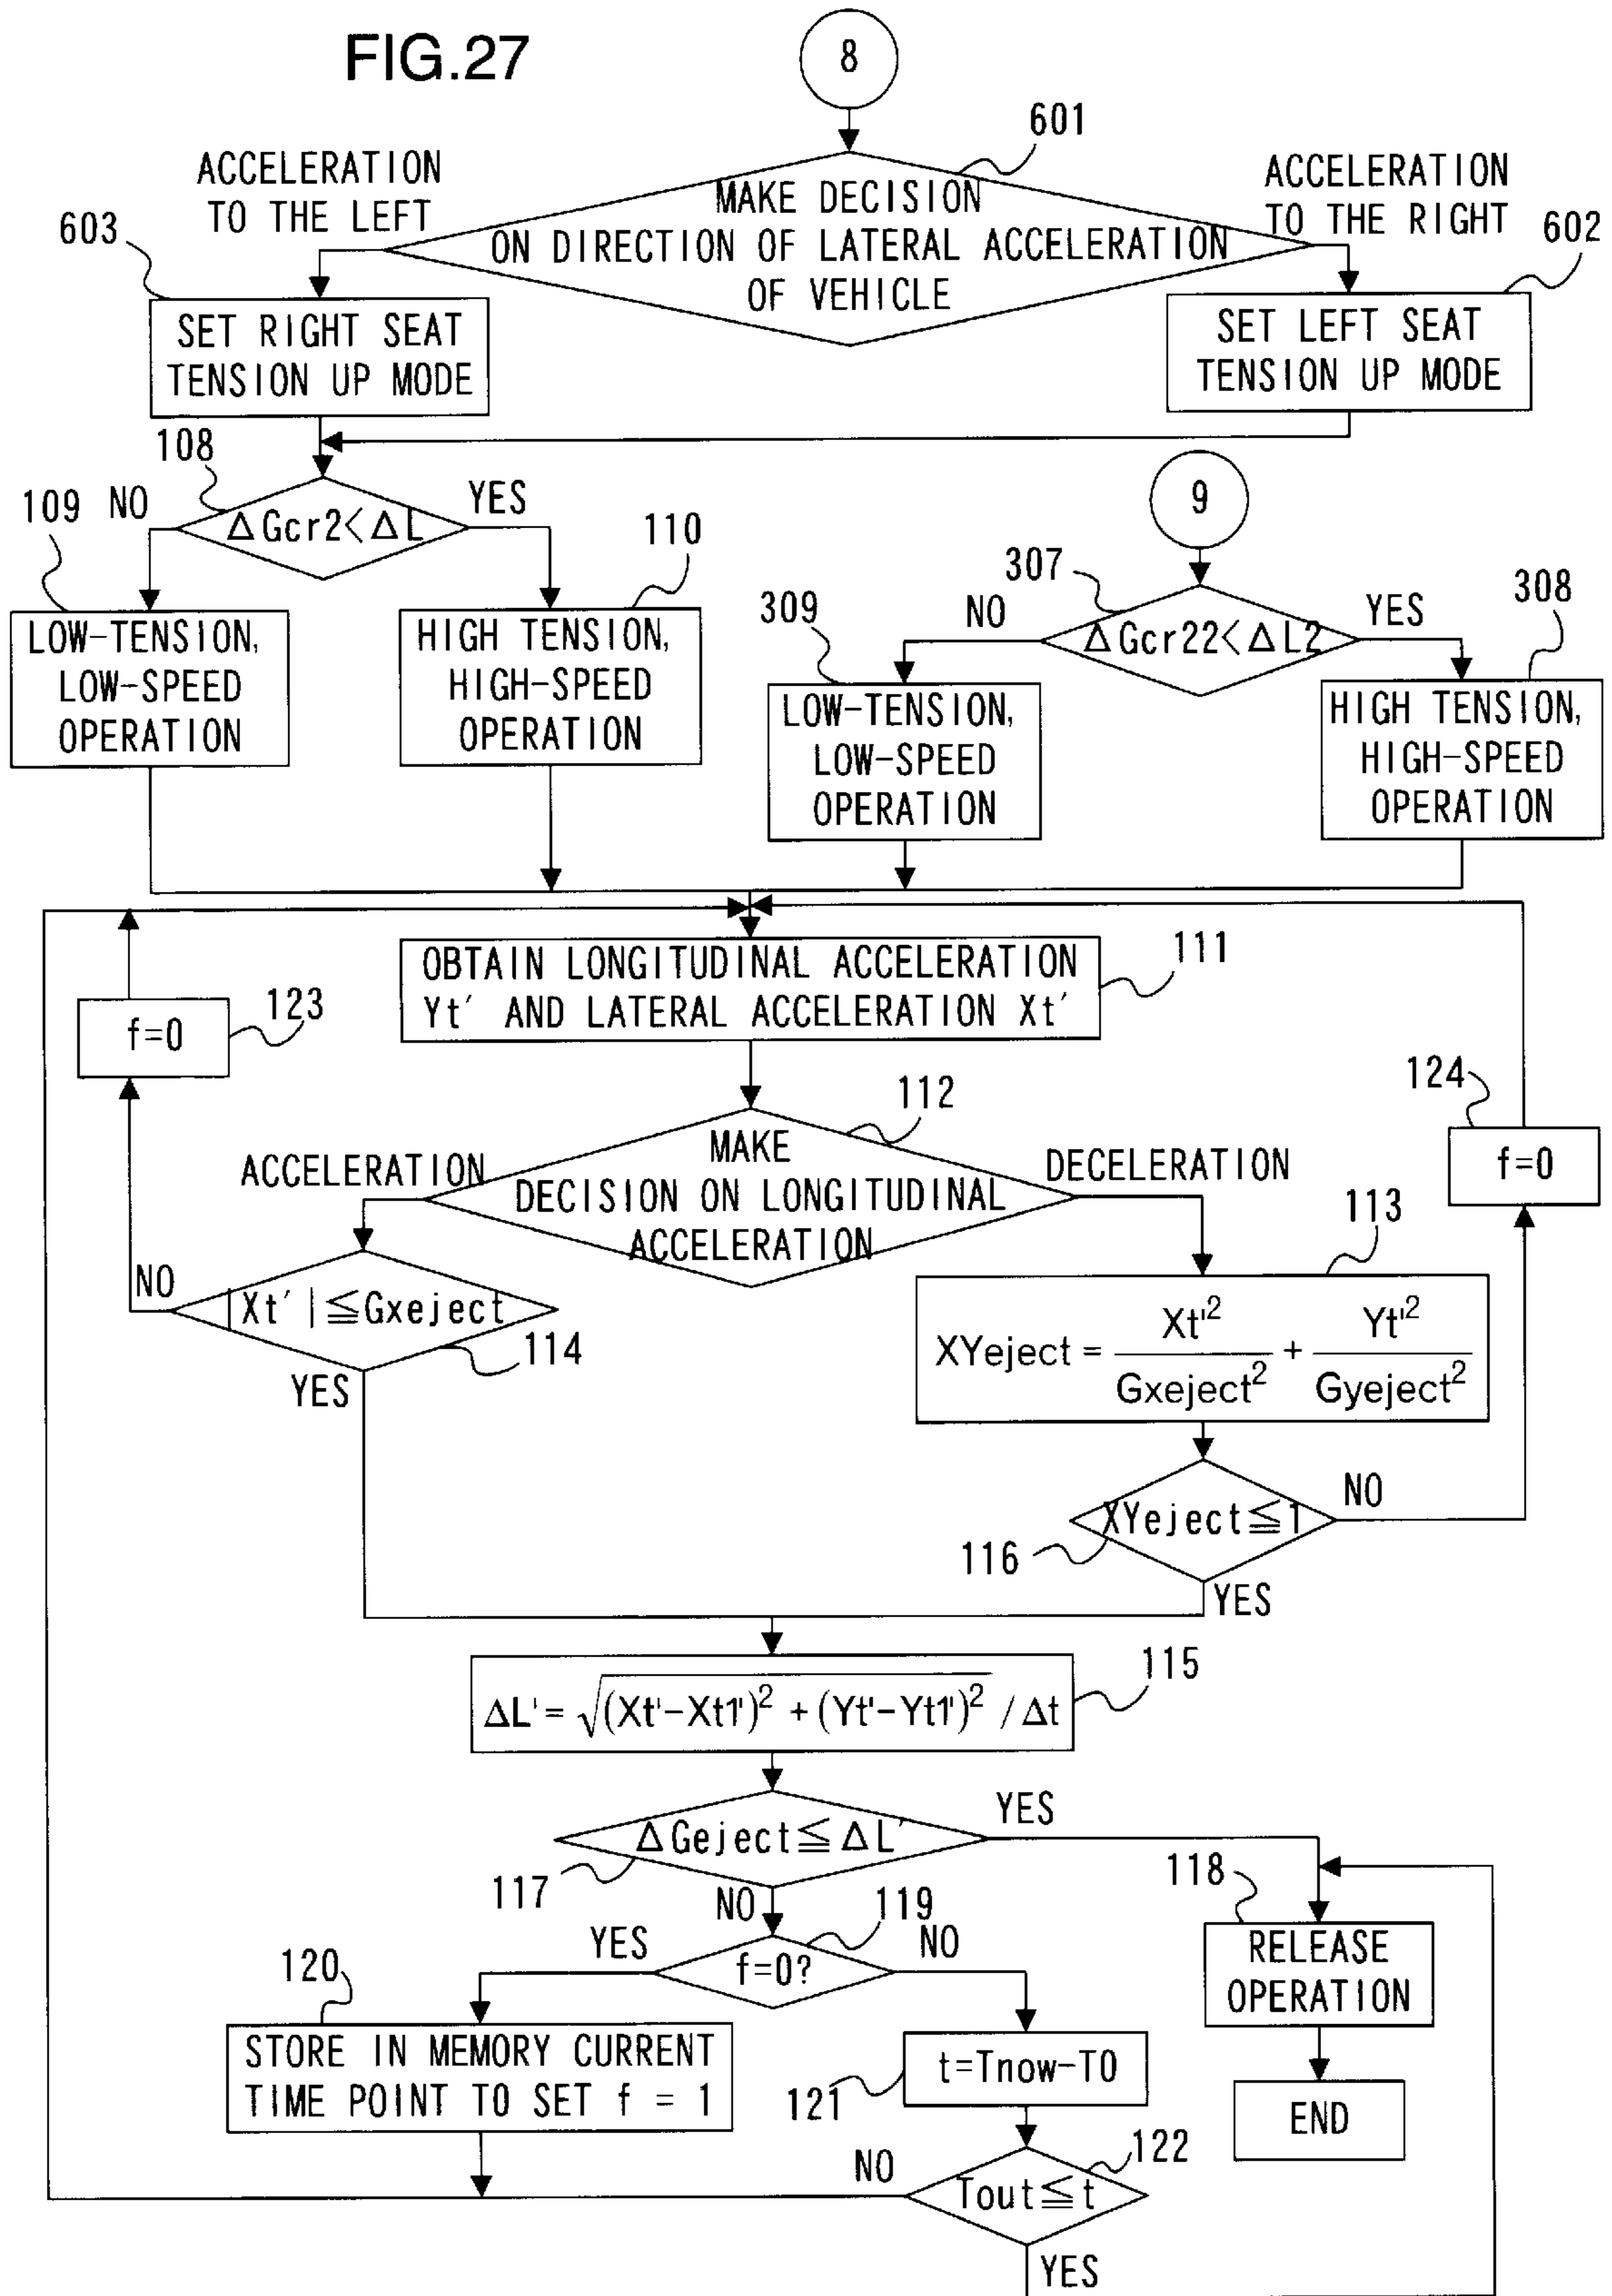 FIG.27
8
601
ACCELERATION
TO THE LEFT
MAKE DECISION
ON DIRECTION OF LATERAL ACCELERATION
OF VEHICLE
ACCELERATION
TO THE RIGHT
603
602
SET RIGHT SEAT
TENSION UP MODE
SET LEFT SEAT
TENSION UP MODE
108
109
NO
ΔGcr2<ΔL
YES
110
9
307
309
NO
ΔGcr22<ΔL2
YES
308
LOW-TENSION,
LOW-SPEED
OPERATION
HIGH TENSION,
HIGH-SPEED
OPERATION
LOW-TENSION,
LOW-SPEED
OPERATION
HIGH TENSION,
HIGH-SPEED
OPERATION
OBTAIN LONGITUDINAL ACCELERATION
Yt′ AND LATERAL ACCELERATION Xt′
111
f=0
123
112
124
f=0
ACCELERATION
MAKE
DECISION ON LONGITUDINAL
ACCELERATION
DECELERATION
113
NO
|Xt′|≦Gxeject
114
YES
XYeject = Xt'² / Gxeject² + Yt'² / Gyeject²
XYeject≦1
NO
116
YES
115
ΔL' = √(Xt'-Xt1')² + (Yt'-Yt1')² / Δt
ΔGeject≦ΔL′
YES
117
NO
118
119
YES
f=0?
NO
120
RELEASE
OPERATION
STORE IN MEMORY CURRENT
TIME POINT TO SET f = 1
t=Tnow-T0
121
END
122
NO
Tout≦t
YES